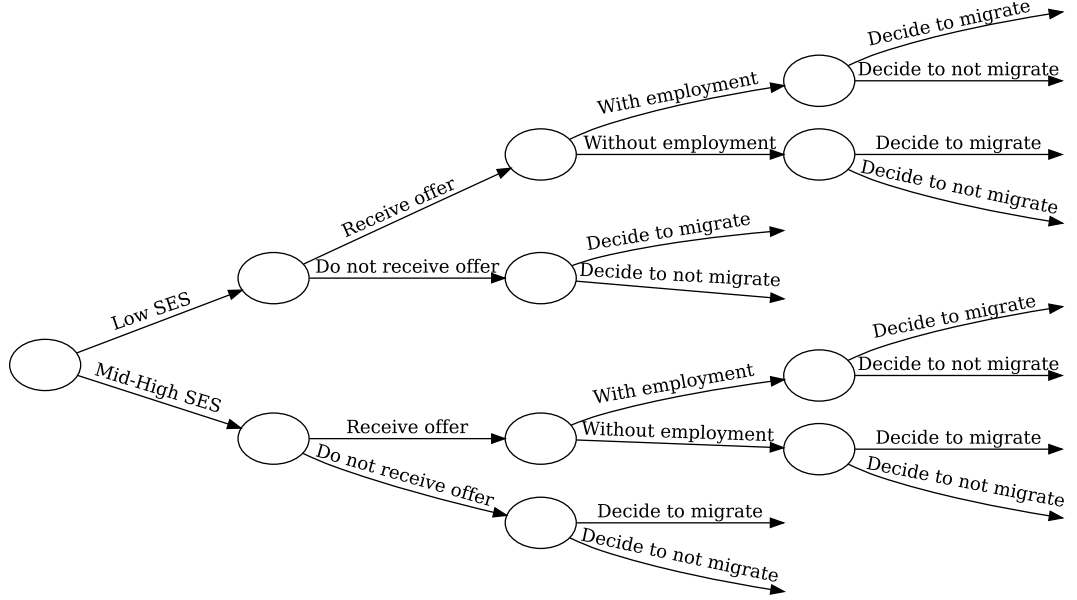 Decide to migrate
Decide to not migrate
With employment
Without employment
Decide to migrate
Decide to not migrate
Receive offer
Do not receive offer
Decide to migrate
Decide to not migrate
Low SES
Mid-High SES
With employment
Decide to migrate
Decide to not migrate
Receive offer
Without employment
Decide to migrate
Decide to not migrate
Do not receive offer
Decide to migrate
Decide to not migrate